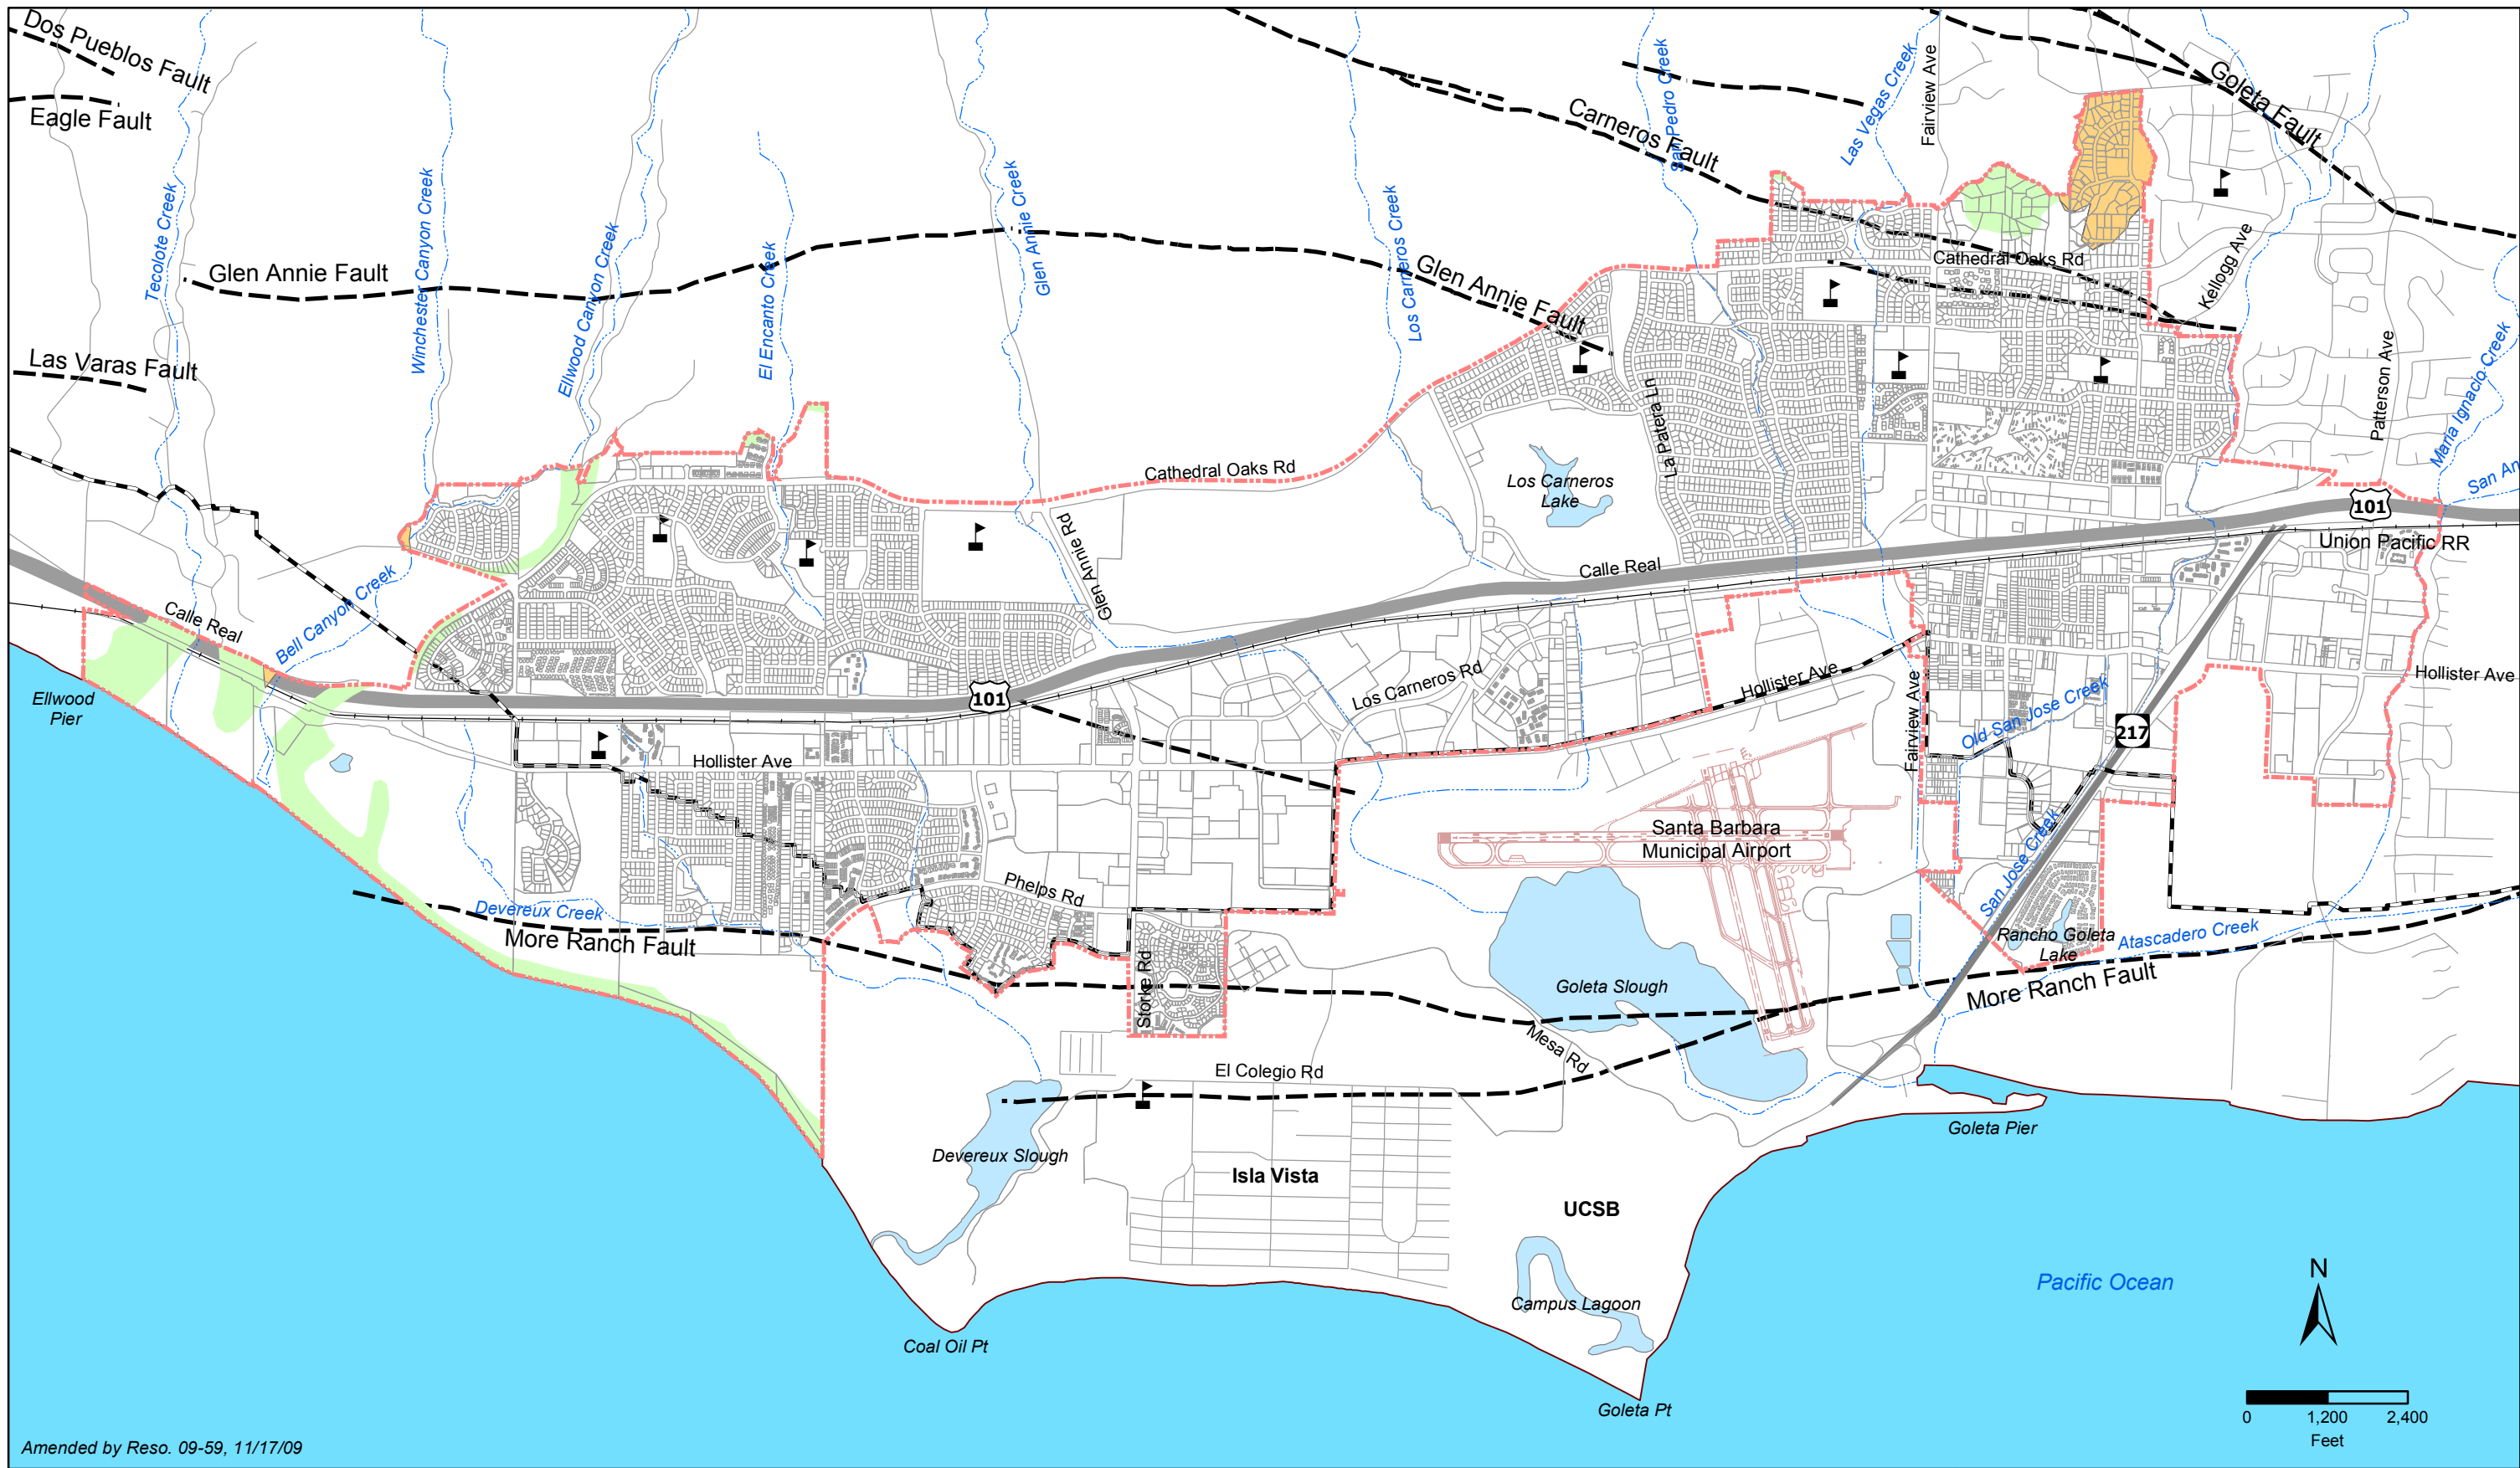 Dos Pueblos Fault
Eagle Fault
Tecolote Creek
Winchester Canyon Creek
Ellwood Canyon Creek
El Encanto Creek
Glen Annie Creek
Los Carneros Creek
San Pedro Creek
Las Vegas Creek
Fairview Ave
Goleta Fault
Carneros Fault
Glen Annie Fault
Glen Annie Fault
Cathedral Oaks Rd
Kellogg Ave
Las Varas Fault
Patterson Ave
Maria Ignacio Creek
San An
La Patera Ln
Cathedral Oaks Rd
Los Carneros
Lake
101
Union Pacific RR
Glen Annie Rd
Calle Real
Calle Real
Bell Canyon Creek
Ellwood
Pier
101
Los Carneros Rd
Hollister Ave
Hollister Ave
Fairview Ave
Old San Jose Creek
217
Hollister Ave
Santa Barbara
Municipal Airport
Phelps Rd
Devereux Creek
More Ranch Fault
San Jose Creek
Rancho Goleta
Lake
Atascadero Creek
More Ranch Fault
Storke Rd
Goleta Slough
Mesa Rd
El Colegio Rd
Goleta Pier
Devereux Slough
Isla Vista
UCSB
Campus Lagoon
Pacific Ocean
N
Coal Oil Pt
Goleta Pt
0 1,200 2,400
Feet
Amended by Reso. 09-59, 11/17/09